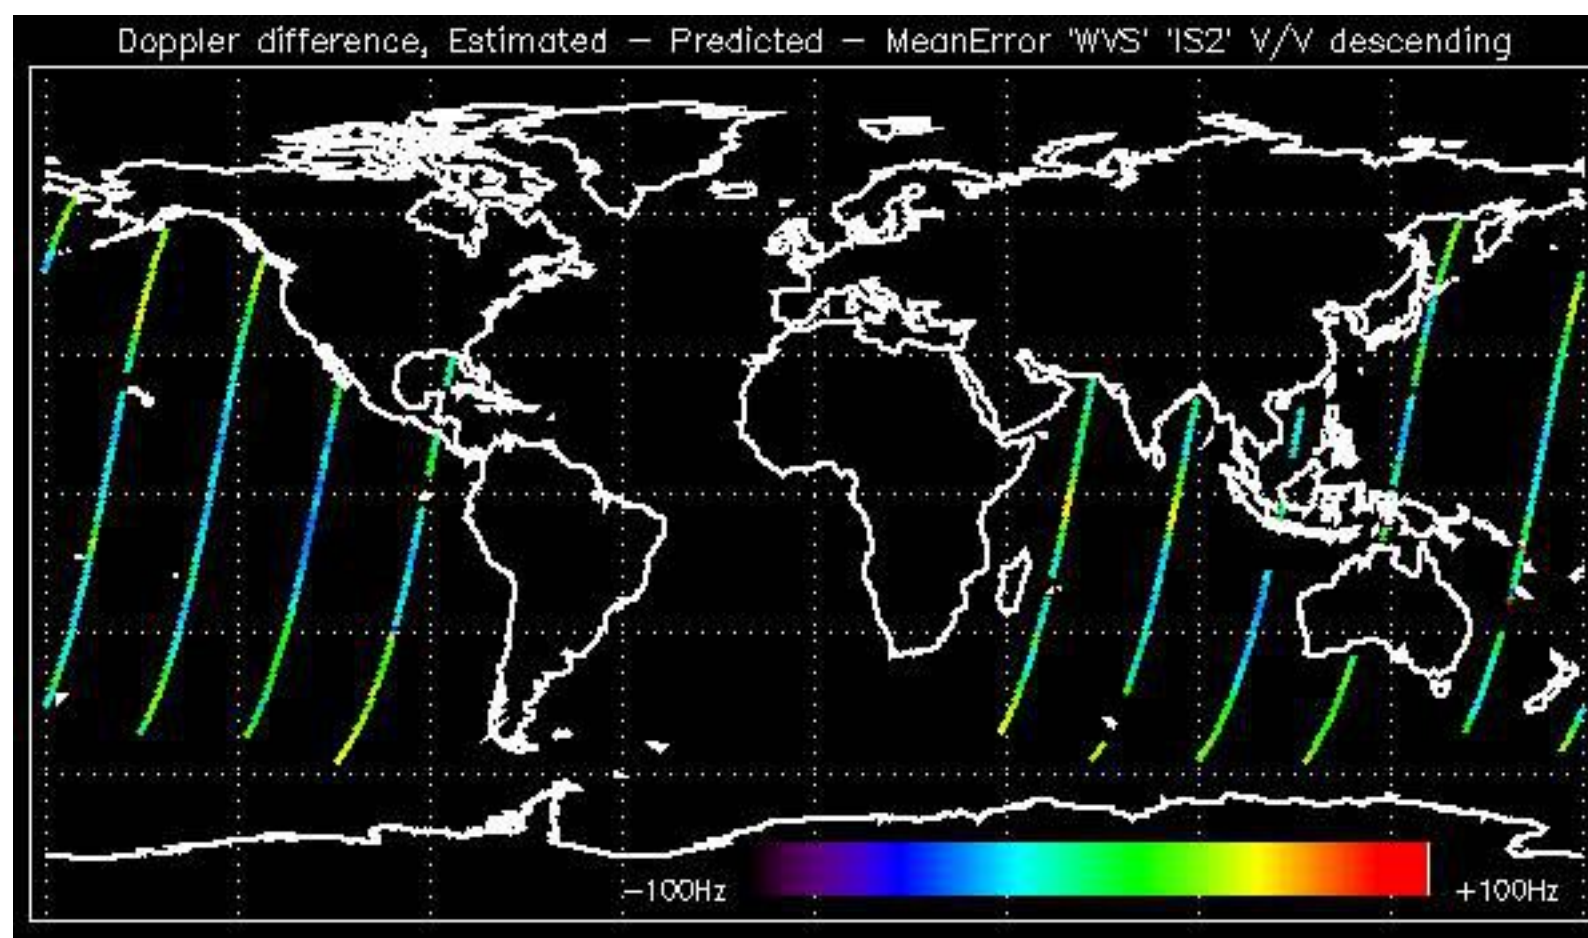 Doppler difference, Estimated – Predicted – MeanError 'WVS' 'IS2' V/V descending
–100Hz +100Hz